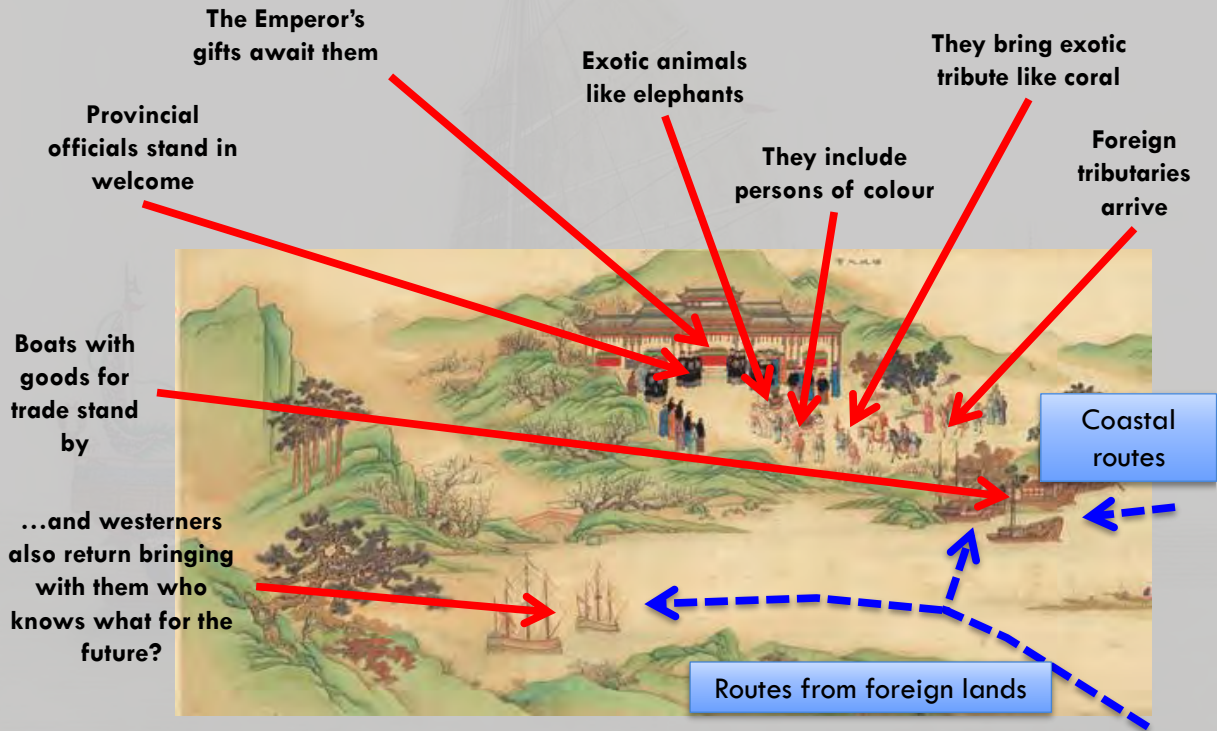 The Emperor’s
gifts await them
Exotic animals
like elephants
They bring exotic
tribute like coral
Provincial
officials stand in
welcome
They include
persons of colour
Foreign
tributaries
arrive
Boats with
goods for
trade stand
by
Coastal
routes
…and westerners
also return bringing
with them who
knows what for the
future?
Routes from foreign lands